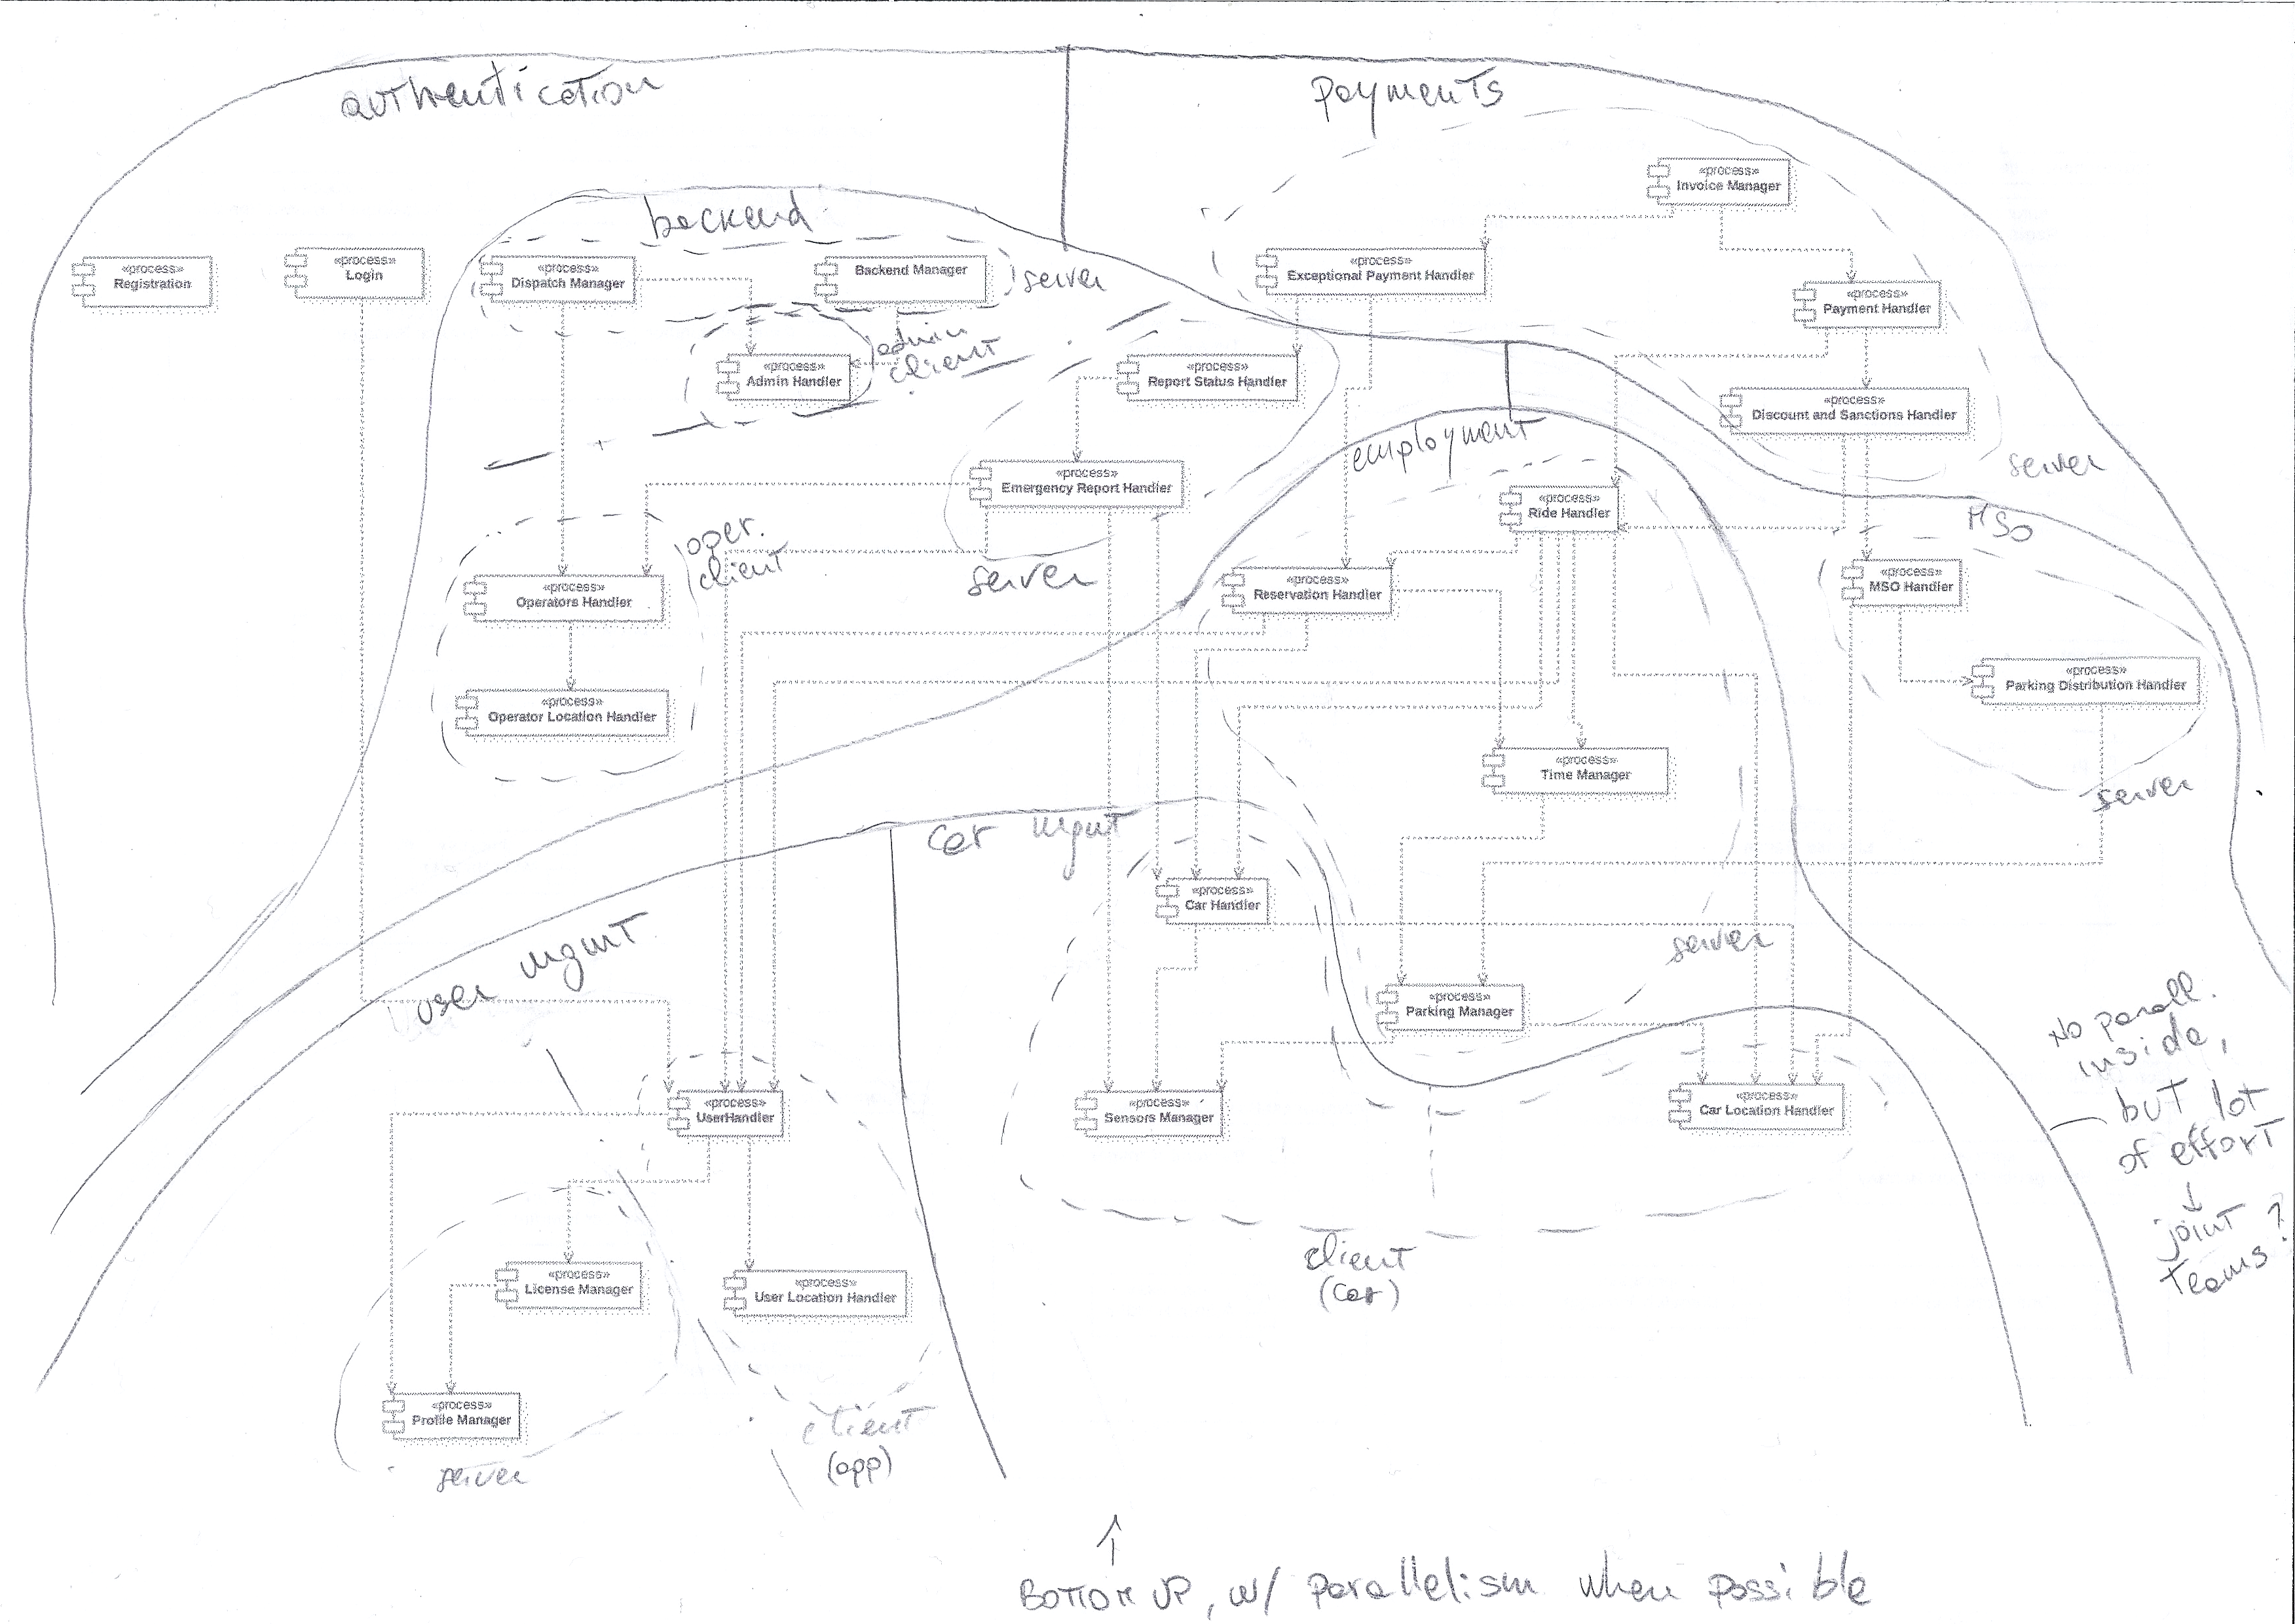 authentication
payments
«process»
Invoice Manager
backend
«process»
Registration
«process»
Login
«process»
Dispatch Manager
Backend Manager
server
«process»
Exceptional Payment Handler
«process»
Payment Handler
admin
client
«process»
Admin Handler
«process»
Report Status Handler
«process»
Discount and Sanctions Handler
employment
server
«process»
Emergency Report Handler
«process»
Ride Handler
MSO
oper.
client
server
«process»
Operators Handler
«process»
Reservation Handler
«process»
MSO Handler
«process»
Operator Location Handler
«process»
Parking Distribution Handler
«process»
Time Manager
server
car mgmt
«process»
Car Handler
server
user mgmt
«process»
Parking Manager
No parall.
inside,
but lot
of effort
↓
joint
teams?
«process»
UserHandler
«process»
Sensors Manager
«process»
Car Location Handler
«process»
License Manager
«process»
User Location Handler
client
(car)
«process»
Profile Manager
server
client
(app)
BOTTOM UP, w/ parallelism when possible